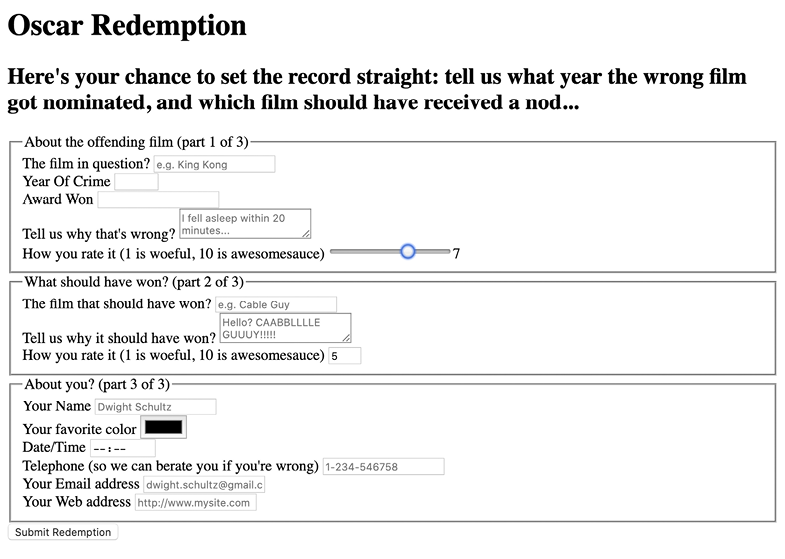 Oscar Redemption
Here's your chance to set the record straight: tell us what year the wrong film
got nominated, and which film should have received a nod...
About the offending film (part 1 of 3)
The film in question? e.g. King Kong
Year Of Crime
Award Won
I fell asleep within 20
Tell us why that's wrong? minutes...
How you rate it (1 is woeful, 10 is awesomesauce) 7
What should have won? (part 2 of 3)
The film that should have won? e.g. Cable Guy
Hello? CAABBLLLLE
Tell us why it should have won? GUUUY!!!!!
How you rate it (1 is woeful, 10 is awesomesauce) 5
About you? (part 3 of 3)
Your Name Dwight Schultz
Your favorite color
Date/Time --:--
Telephone (so we can berate you if you're wrong) 1-234-546758
Your Email address dwight.schultz@gmail.c
Your Web address http://www.mysite.com
Submit Redemption